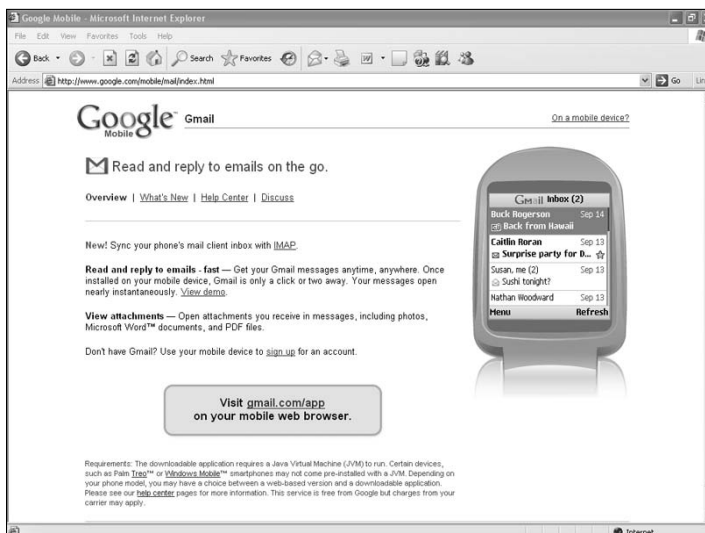 Google Mobile - Microsoft Internet Explorer
File Edit View Favorites Tools Help
Back Search Favorites
Address http://www.google.com/mobile/mail/index.html Go
Google Mobile Gmail On a mobile device?
Read and reply to emails on the go.
Overview | What's New | Help Center | Discuss
New! Sync your phone's mail client inbox with IMAP.
Read and reply to emails - fast — Get your Gmail messages anytime, anywhere. Once
installed on your mobile device, Gmail is only a click or two away. Your messages open
nearly instantaneously. View demo.
View attachments — Open attachments you receive in messages, including photos,
Microsoft Word™ documents, and PDF files.
Don't have Gmail? Use your mobile device to sign up for an account.
Visit gmail.com/app
on your mobile web browser.
Requirements: The downloadable application requires a Java Virtual Machine (JVM) to run. Certain devices,
such as Palm Treo™ or Windows Mobile™ smartphones may not come pre-installed with a JVM. Depending on
your phone model, you may have a choice between a web-based version and a downloadable application.
Please see our help center pages for more information. This service is free from Google but charges from your
carrier may apply.
Gmail Inbox (2)
Buck Rogerson Sep 14
Back from Hawaii
Caitlin Roran Sep 13
Surprise party for D...
Susan, me (2) Sep 13
Sushi tonight?
Nathan Woodward Sep 13
Menu Refresh
Internet